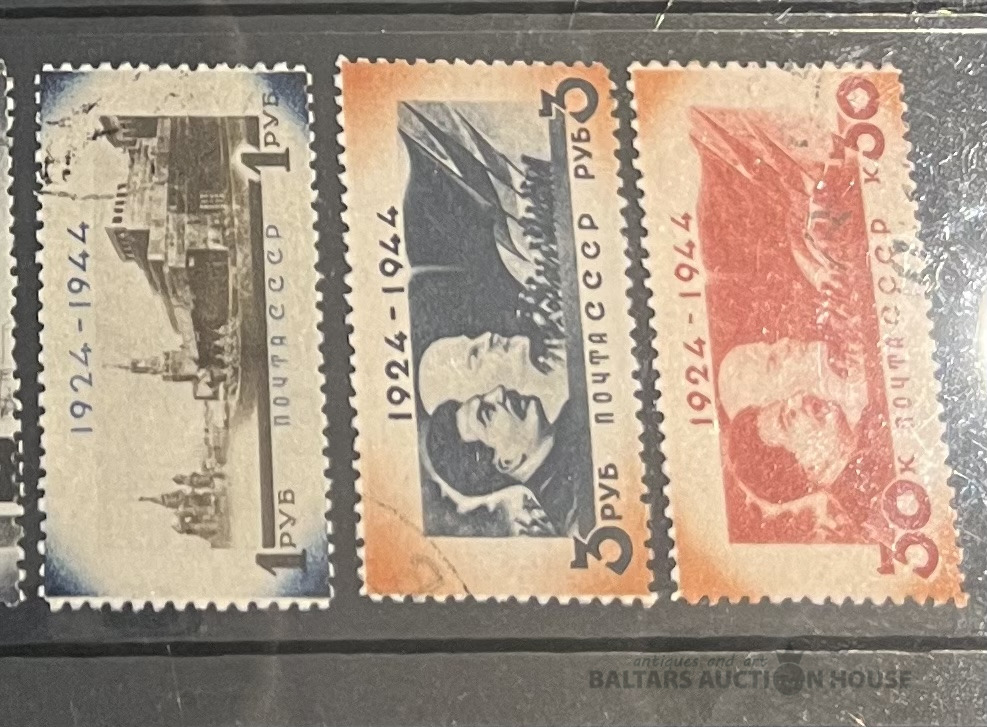 1924-1944
1 РУБ ПОЧТА СССР 1 РУБ
1924-1944
3 РУБ ПОЧТА СССР РУБ 3
1924-1944
30 К ПОЧТА СССР К 30
antiques and art
BALTARS AUCTION HOUSE